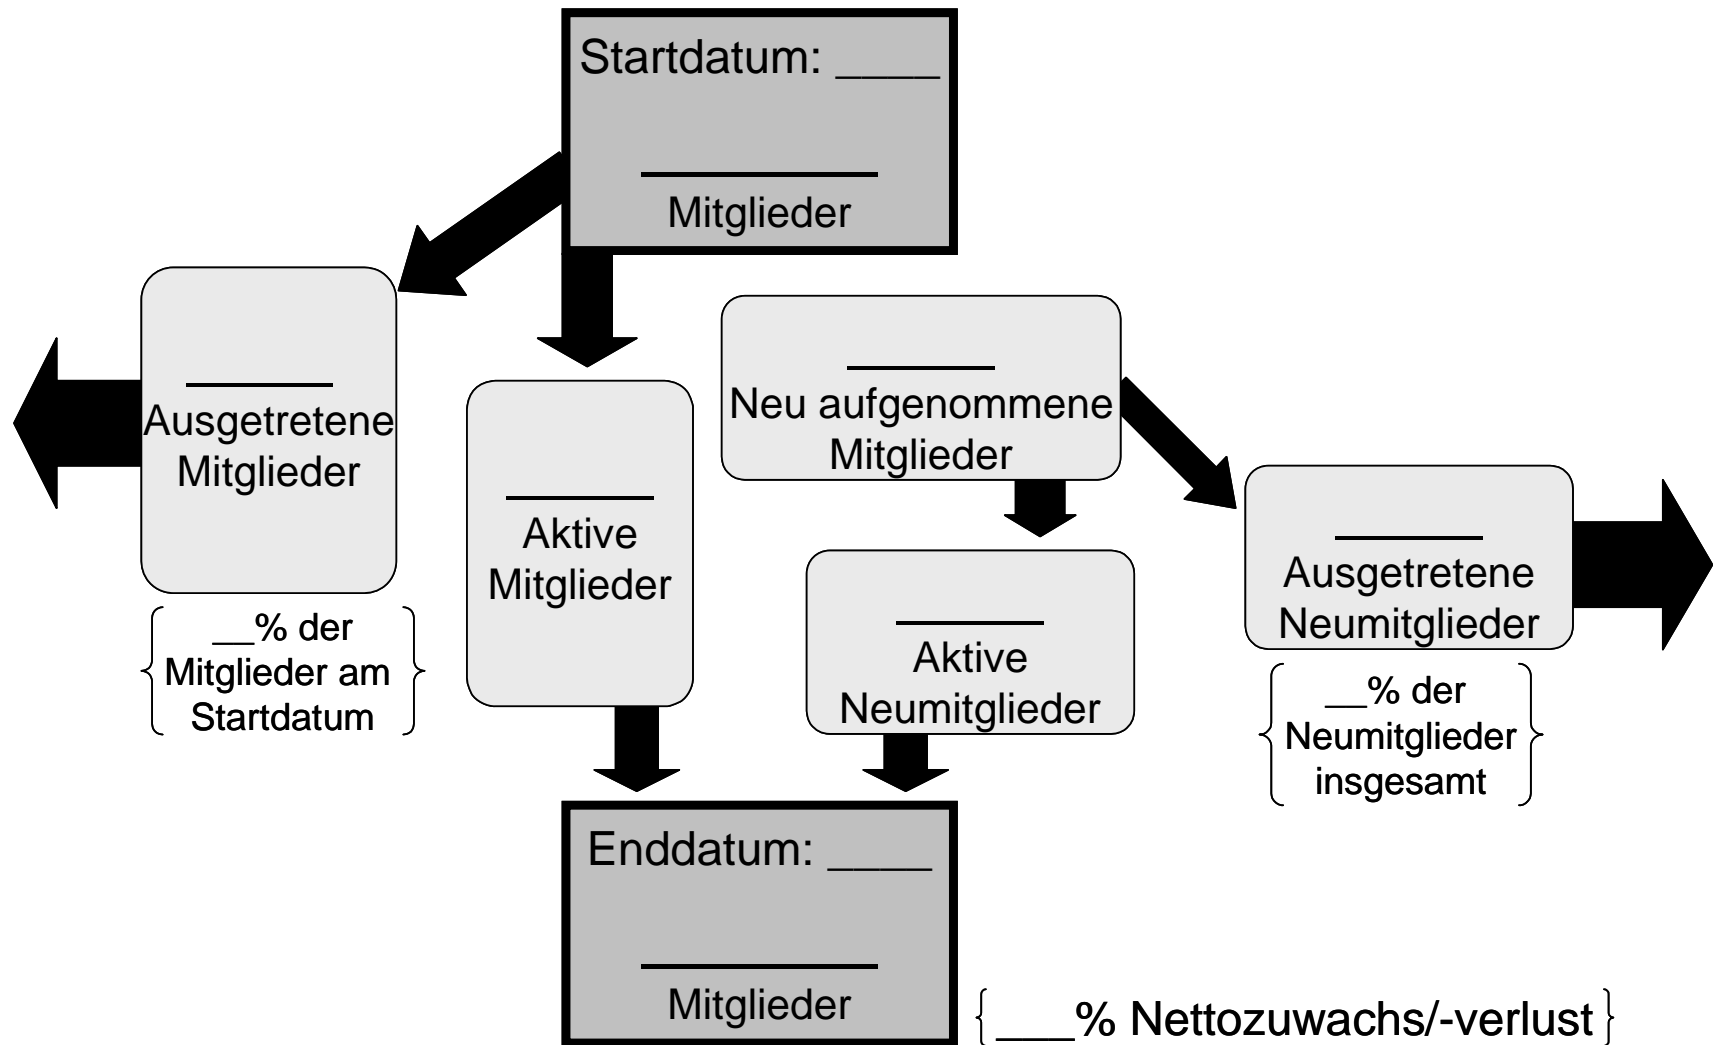 Startdatum: ____
Mitglieder
Ausgetretene
Mitglieder
__% der
Mitglieder am
Startdatum
Aktive
Mitglieder
Neu aufgenommene
Mitglieder
Aktive
Neumitglieder
Ausgetretene
Neumitglieder
__% der
Neumitglieder
insgesamt
Enddatum: ____
Mitglieder
___% Nettozuwachs/-verlust